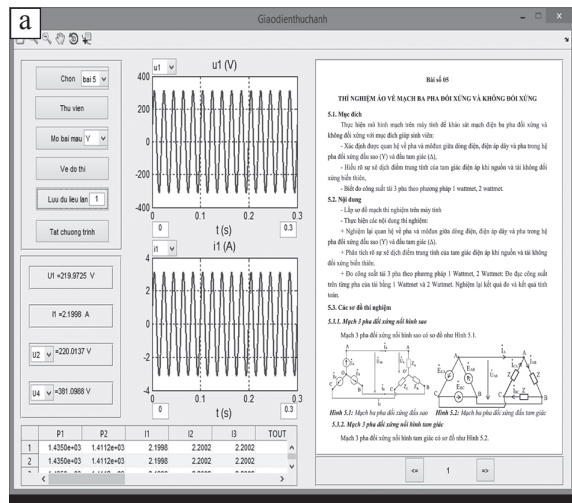 a
Giaodienthuchanh
Chon bai 5
Thu vien
Mo bai mau Y
Ve do thi
Luu du lieu lan 1
Tat chuong trinh
U1 =219.9725 V
I1 =2.1998 A
U2 =220.0137 V
U4 =381.0988 V
u1
u1 (V)
400
200
0
-200
-400
0 0.1 0.2 0.3
0 t (s) 0.3
i1
i1 (A)
4
2
0
-2
-4
0 0.1 0.2 0.3
0 t (s) 0.3
P1 P2 I1 I2 I3 TOUT
1 1.4350e+03 1.4112e+03 2.1998 2.2002 2.2002
2 1.4350e+03 1.4112e+03 2.1998 2.2002 2.2002
Bài số 05
THÍ NGHIỆM ẢO VỀ MẠCH BA PHA ĐỐI XỨNG VÀ KHÔNG ĐỐI XỨNG
5.1. Mục đích
Thực hiện mô hình mạch trên máy tính để khảo sát mạch điện ba pha đối xứng và
không đối xứng với mục đích giúp sinh viên:
- Xác định được quan hệ về pha và môđun giữa dòng điện, điện áp dây và pha trong hệ
pha đối xứng đấu sao (Y) và đấu tam giác (Δ),
- Hiểu rõ sự xê dịch điểm trung tính của tam giác điện áp khi nguồn và tải không đối
xứng biến thiên,
- Biết đo công suất tải 3 pha theo phương pháp 1 wattmet, 2 wattmet.
5.2. Nội dung
- Lắp sơ đồ mạch thí nghiệm trên máy tính
- Thực hiện các nội dung thí nghiệm:
+ Nghiệm lại quan hệ về pha và môđun giữa dòng điện, điện áp dây và pha trong hệ
pha đối xứng đấu sao (Y) và đấu tam giác (Δ).
+ Phân tích rõ sự xê dịch điểm trung tính của tam giác điện áp khi nguồn và tải không
đối xứng biến thiên.
+ Đo công suất tải 3 pha theo phương pháp 1 Wattmet, 2 Wattmet: Đo đạc công suất
trên từng pha của tải bằng 1 Wattmet và 2 Wattmet. Nghiệm lại kết quả đo và kết quả tính
toán.
5.3. Các sơ đồ thí nghiệm
5.3.1. Mạch 3 pha đối xứng nối hình sao
Mạch 3 pha đối xứng nối hình sao có sơ đồ như Hình 5.1.
Hình 5.1: Mạch ba pha đối xứng đấu sao Hình 5.2: Mạch ba pha đối xứng đấu tam giác
5.3.2. Mạch 3 pha đối xứng nối hình tam giác
Mạch 3 pha đối xứng nối hình tam giác có sơ đồ như Hình 5.2.
<= 1 =>